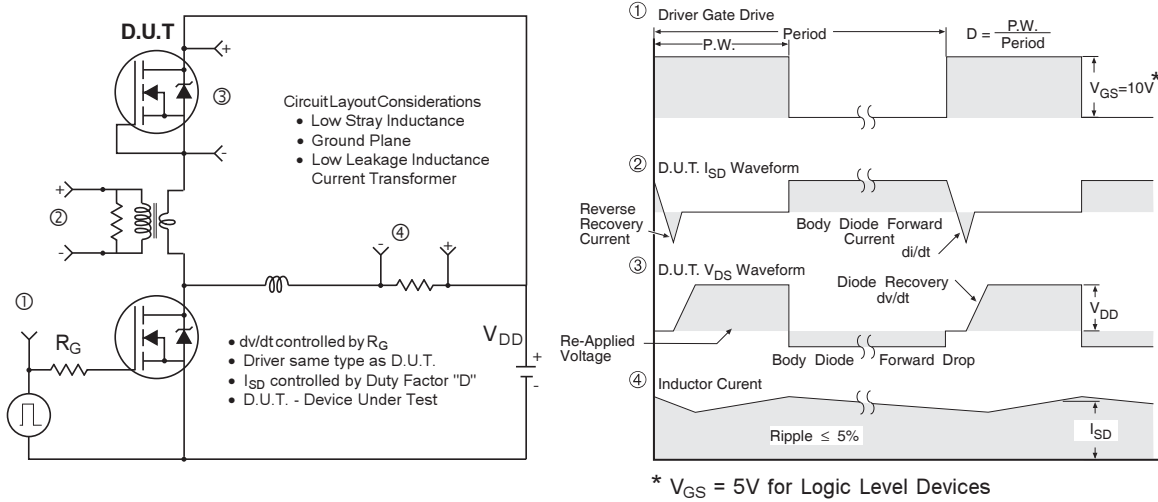 D.U.T
+
③
-
Circuit Layout Considerations
• Low Stray Inductance
• Ground Plane
• Low Leakage Inductance
Current Transformer
+
②
-
④
-
+
①
R_G
• dv/dt controlled by R_G
• Driver same type as D.U.T.
• I_SD controlled by Duty Factor "D"
• D.U.T. - Device Under Test
V_DD
+
-
① Driver Gate Drive
P.W.
Period
D = P.W.
Period
V_GS=10V*
② D.U.T. I_SD Waveform
Reverse
Recovery
Current
Body Diode Forward
Current
di/dt
③ D.U.T. V_DS Waveform
Diode Recovery
dv/dt
V_DD
Re-Applied
Voltage
Body Diode Forward Drop
④ Inductor Curent
Ripple ≤ 5%
I_SD
* V_GS = 5V for Logic Level Devices